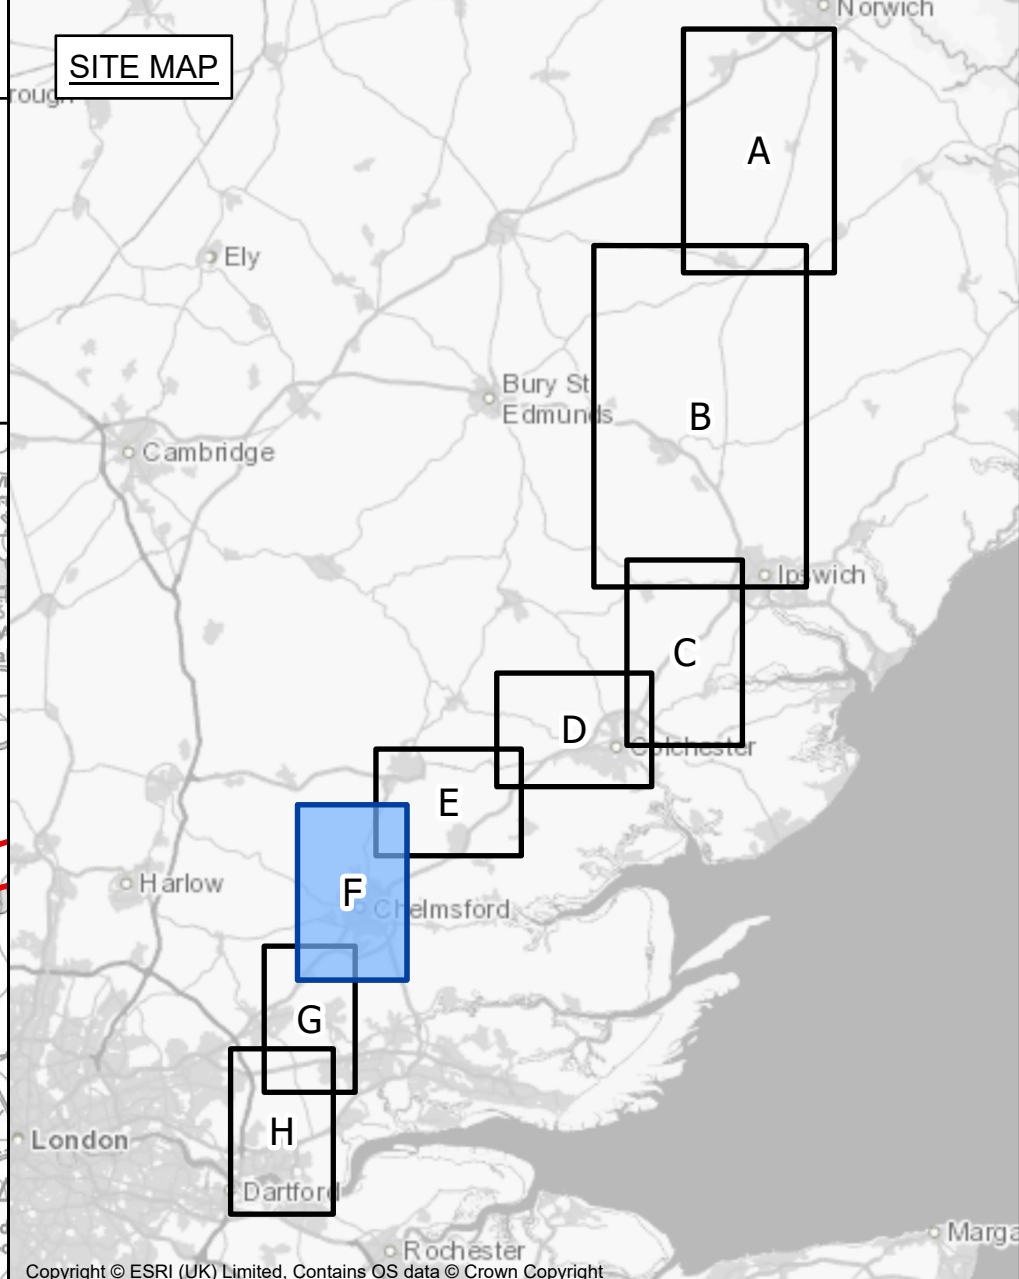 Norwich
SITE MAP
rough
A
Ely
Bury St
Edmunds
B
Cambridge
Ipswich
C
D
Colchester
E
Harlow
F
Chelmsford
G
H
London
Dartford
Rochester
Marga
Copyright © ESRI (UK) Limited, Contains OS data © Crown Copyright